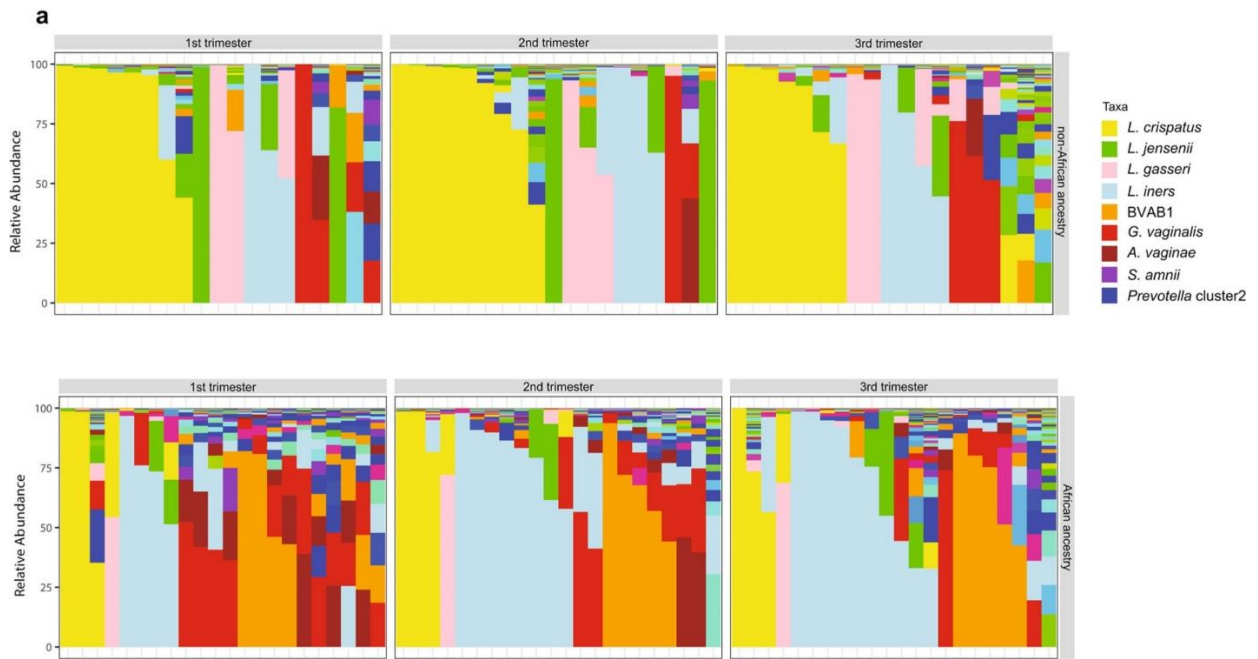 a
1st trimester
2nd trimester
3rd trimester
100
75
50
25
0
Relative Abundance
non-African ancestry
Taxa
L. crispatus
L. jensenii
L. gasseri
L. iners
BVAB1
G. vaginalis
A. vaginae
S. amnii
Prevotella cluster2
1st trimester
2nd trimester
3rd trimester
100
75
50
25
0
Relative Abundance
African ancestry